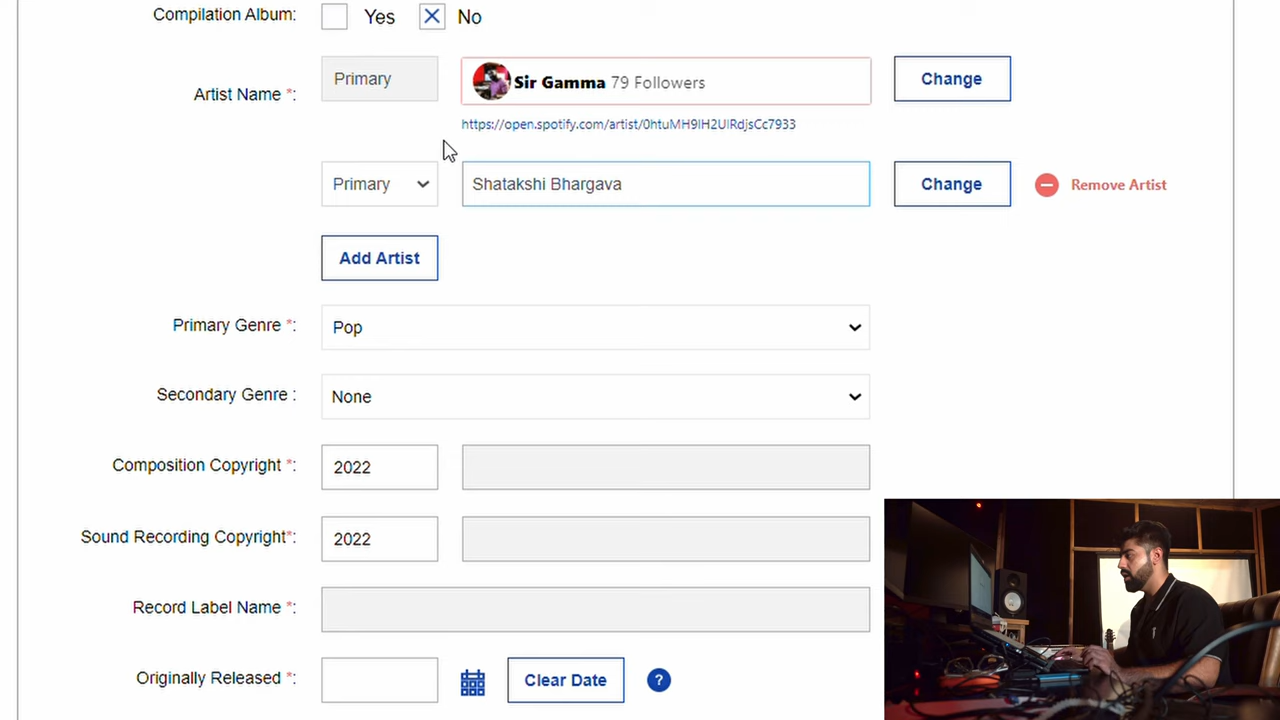 Compilation Album: Yes No
Artist Name *: Primary Sir Gamma 79 Followers Change
https://open.spotify.com/artist/0htuMH9IH2UIRdjsCc7933
Primary Shatakshi Bhargava Change Remove Artist
Add Artist
Primary Genre *: Pop
Secondary Genre : None
Composition Copyright *: 2022
Sound Recording Copyright*: 2022
Record Label Name *:
Originally Released *: Clear Date ?